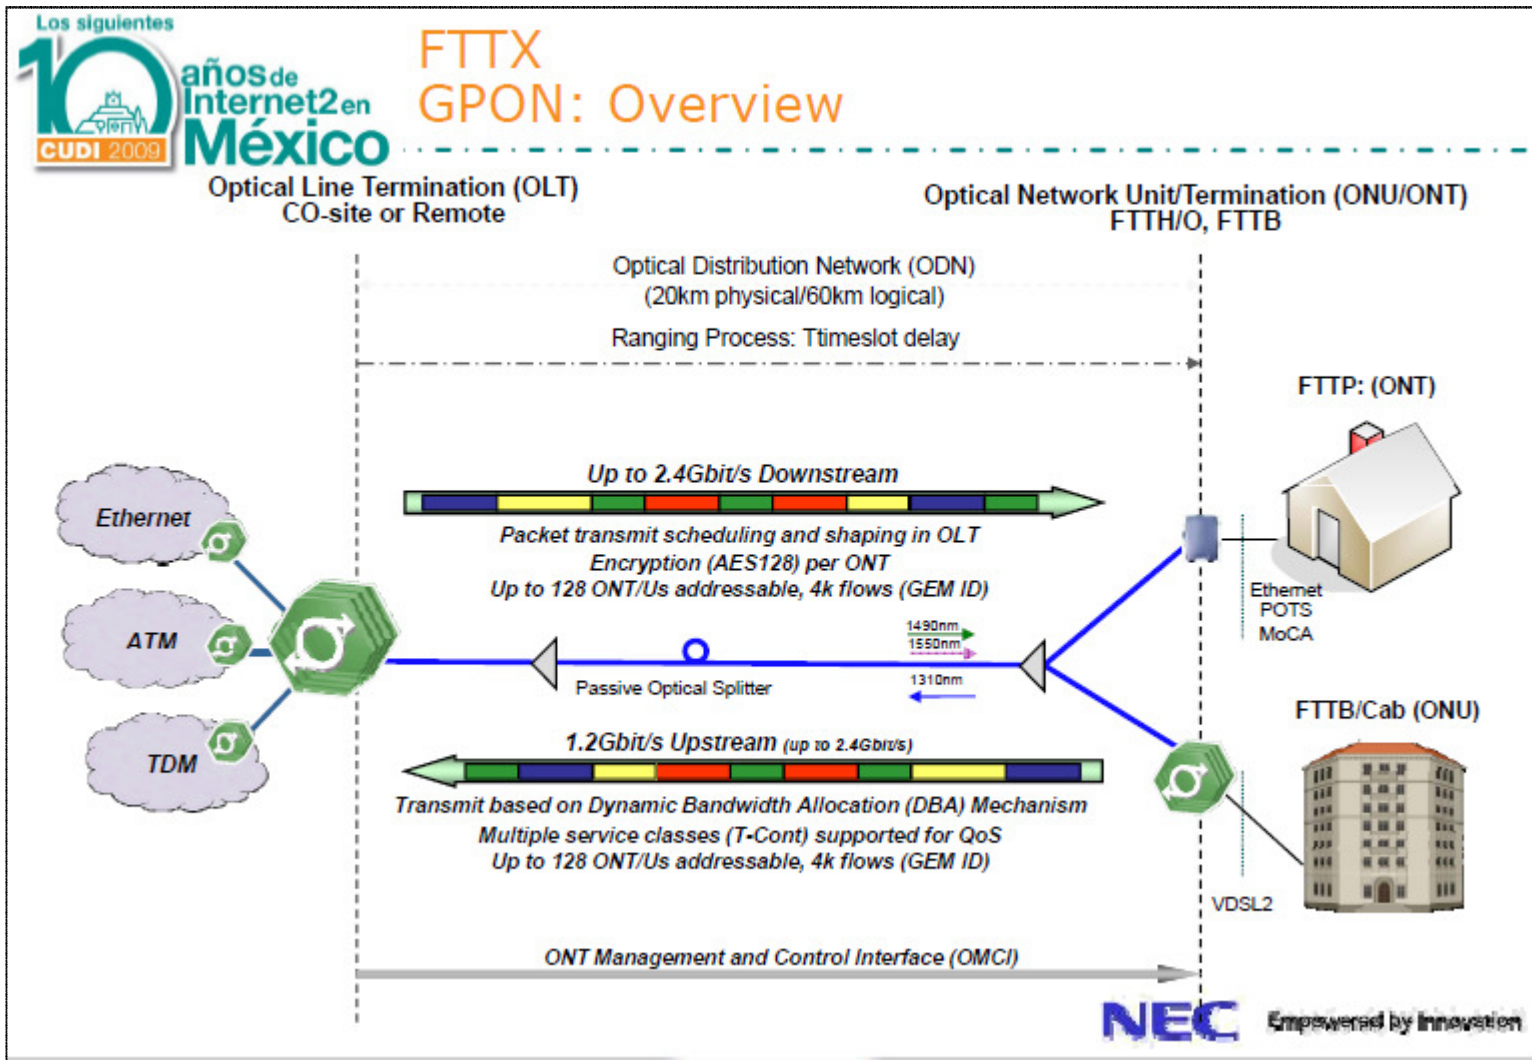 Los siguientes
10 años de
Internet2 en
México
CUDI 2009
FTTX
GPON: Overview
Optical Line Termination (OLT)
CO-site or Remote
Optical Network Unit/Termination (ONU/ONT)
FTTH/O, FTTB
Optical Distribution Network (ODN)
(20km physical/60km logical)
Ranging Process: Ttimeslot delay
FTTP: (ONT)
Up to 2.4Gbit/s Downstream
Ethernet
Packet transmit scheduling and shaping in OLT
Encryption (AES128) per ONT
Up to 128 ONT/Us addressable, 4k flows (GEM ID)
Ethernet
POTS
MoCA
ATM
1490nm
1550nm
1310nm
Passive Optical Splitter
FTTB/Cab (ONU)
1.2Gbit/s Upstream (up to 2.4Gbit/s)
TDM
Transmit based on Dynamic Bandwidth Allocation (DBA) Mechanism
Multiple service classes (T-Cont) supported for QoS
Up to 128 ONT/Us addressable, 4k flows (GEM ID)
VDSL2
ONT Management and Control Interface (OMCI)
NEC Empowered by Innovation